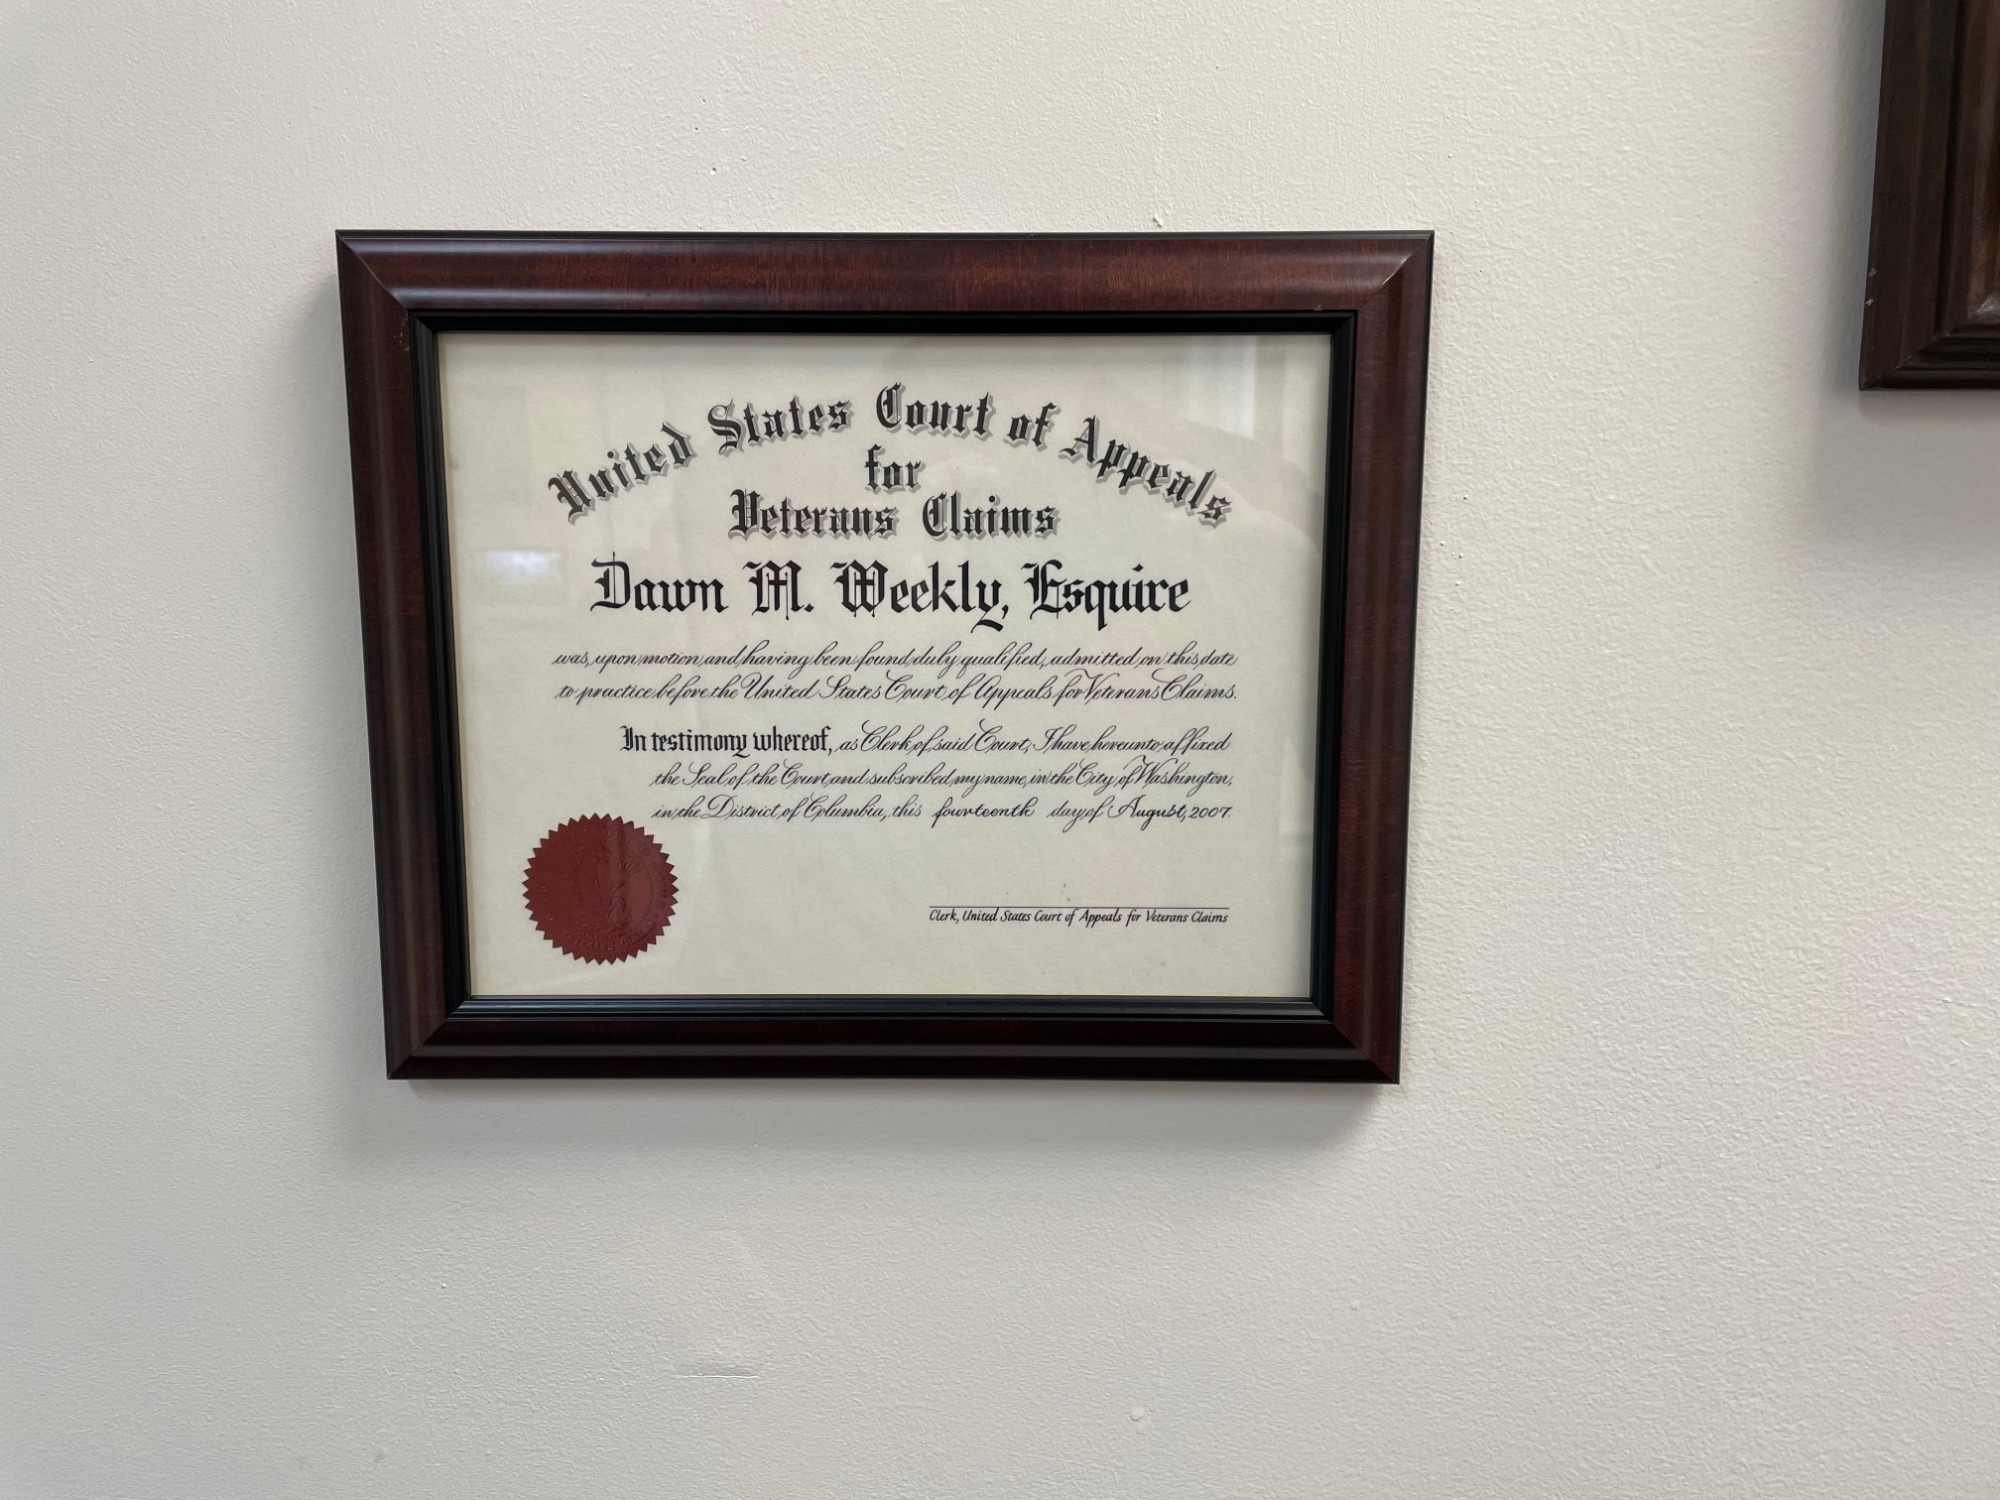 United States Court of Appeals
for
Veterans Claims
Dawn M. Weekly, Esquire
was, upon motion and having been found duly qualified, admitted on this date
to practice before the United States Court of Appeals for Veterans Claims.
In testimony whereof, as Clerk of said Court, I have hereunto affixed
the Seal of the Court and subscribed my name, in the City of Washington,
in the District of Columbia, this fourteenth day of August, 2007.
Clerk, United States Court of Appeals for Veterans Claims